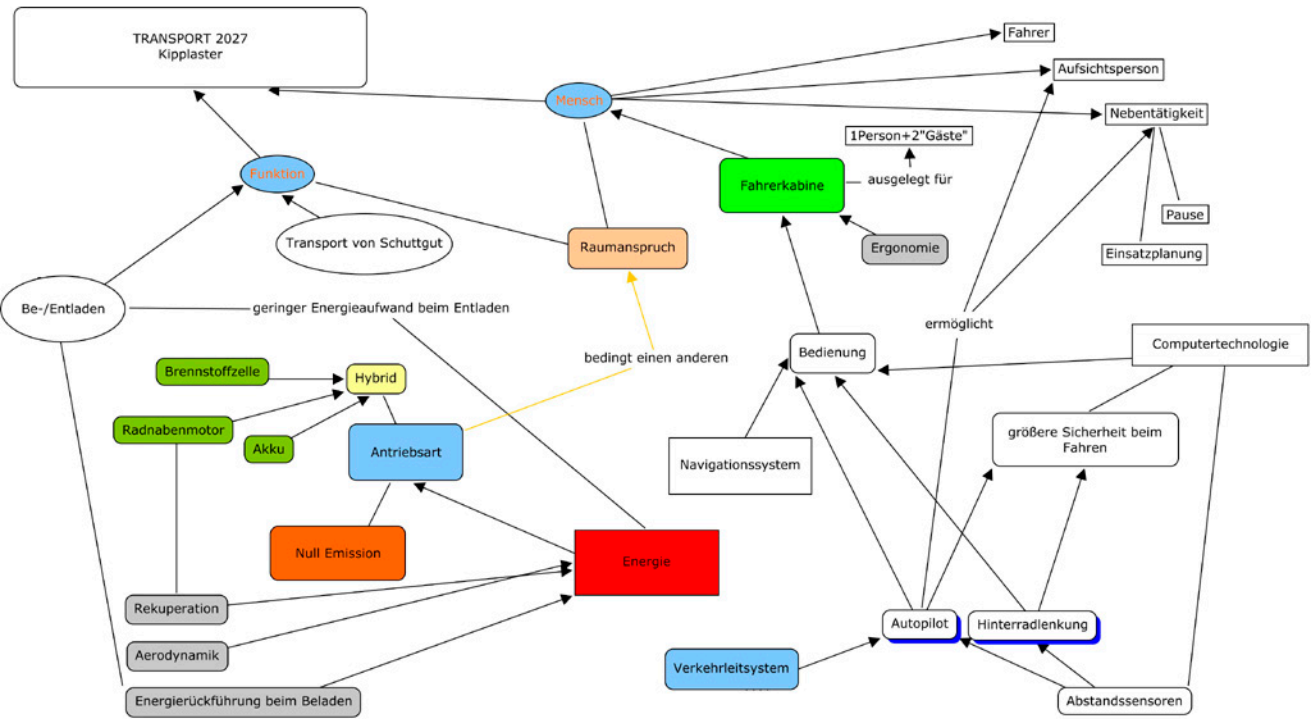 TRANSPORT 2027
Kipplaster
Fahrer
Aufsichtsperson
Mensch
Nebentätigkeit
1Person+2"Gäste"
Funktion
Fahrerkabine
ausgelegt für
Pause
Transport von Schuttgut
Raumanspruch
Ergonomie
Einsatzplanung
Be-/Entladen
geringer Energieaufwand beim Entladen
ermöglicht
bedingt einen anderen
Bedienung
Computertechnologie
Brennstoffzelle
Hybrid
Radnabenmotor
Akku
Antriebsart
größere Sicherheit beim
Fahren
Navigationssystem
Null Emission
Energie
Rekuperation
Autopilot
Hinterradlenkung
Aerodynamik
Verkehrleitsystem
Energierückführung beim Beladen
Abstandssensoren